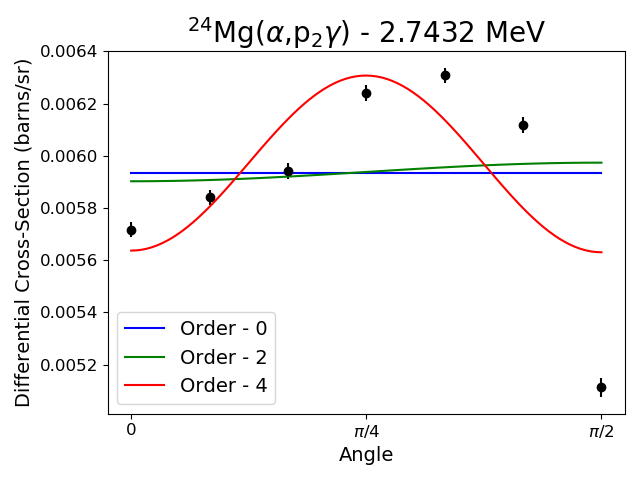 ²⁴Mg(α,p₂γ) - 2.7432 MeV
Differential Cross-Section (barns/sr)
0.0064
0.0062
0.0060
0.0058
0.0056
0.0054
0.0052
Order - 0
Order - 2
Order - 4
0 π/4 π/2
Angle